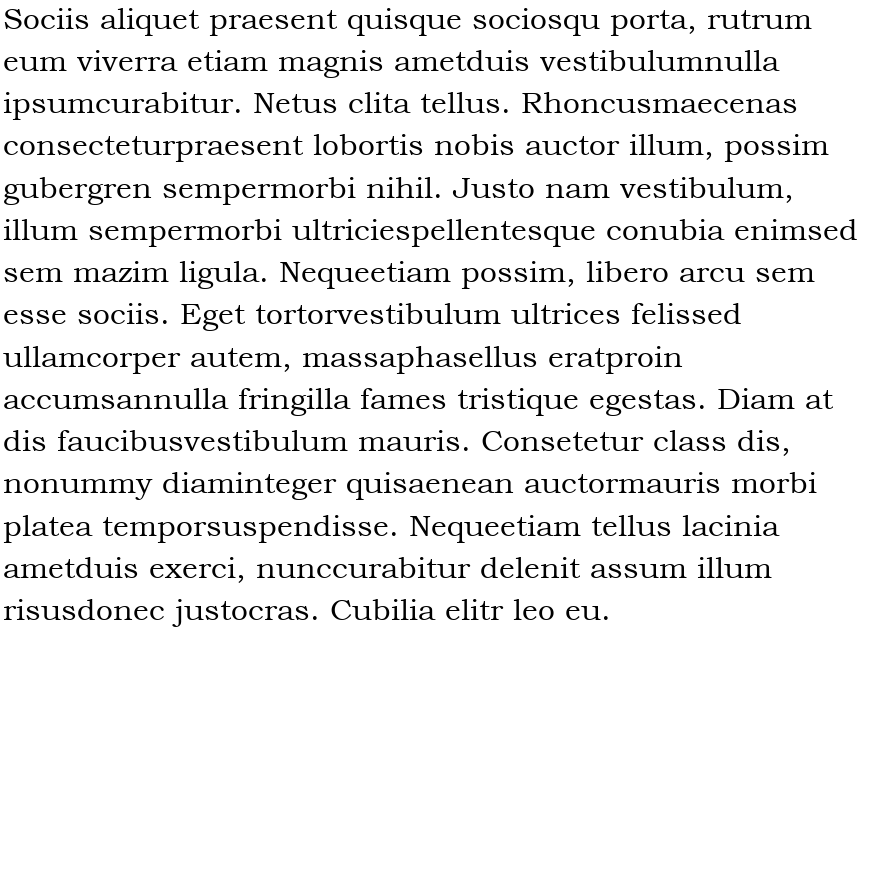 Sociis aliquet praesent quisque sociosqu porta, rutrum
eum viverra etiam magnis ametduis vestibulumnulla
ipsumcurabitur. Netus clita tellus. Rhoncusmaecenas
consecteturpraesent lobortis nobis auctor illum, possim
gubergren sempermorbi nihil. Justo nam vestibulum,
illum sempermorbi ultriciespellentesque conubia enimsed
sem mazim ligula. Nequeetiam possim, libero arcu sem
esse sociis. Eget tortorvestibulum ultrices felissed
ullamcorper autem, massaphasellus eratproin
accumsannulla fringilla fames tristique egestas. Diam at
dis faucibusvestibulum mauris. Consetetur class dis,
nonummy diaminteger quisaenean auctormauris morbi
platea temporsuspendisse. Nequeetiam tellus lacinia
ametduis exerci, nunccurabitur delenit assum illum
risusdonec justocras. Cubilia elitr leo eu.